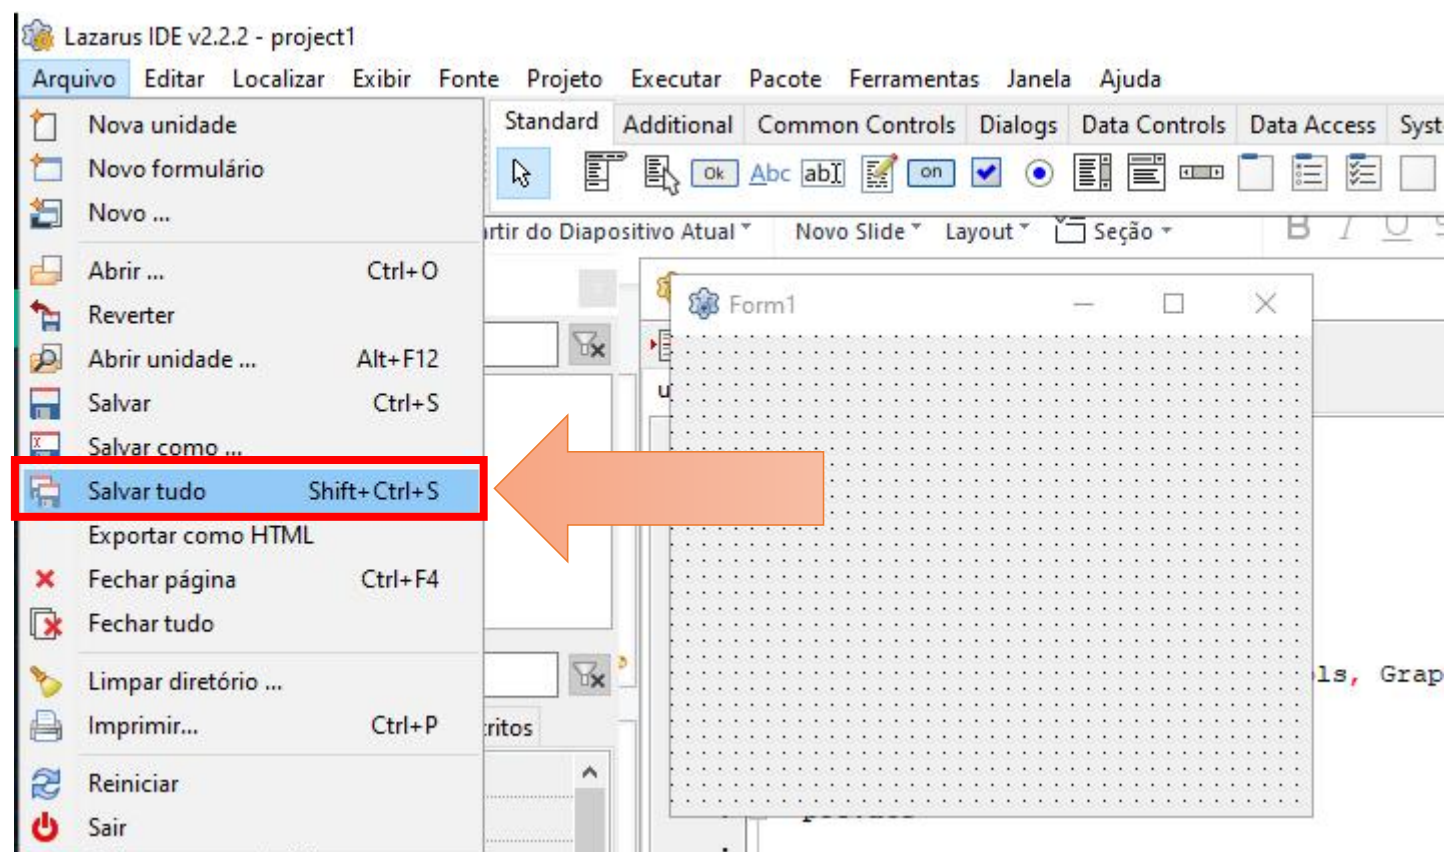 Lazarus IDE v2.2.2 - project1
Arquivo Editar Localizar Exibir Fonte Projeto Executar Pacote Ferramentas Janela Ajuda
Nova unidade
Novo formulário
Novo ...
Abrir ... Ctrl+O
Reverter
Abrir unidade ... Alt+F12
Salvar Ctrl+S
Salvar como ...
Salvar tudo Shift+Ctrl+S
Exportar como HTML
Fechar página Ctrl+F4
Fechar tudo
Limpar diretório ...
Imprimir... Ctrl+P
Reiniciar
Sair
Standard Additional Common Controls Dialogs Data Controls Data Access Syst
Ok Abc abI on
rtir do Diapositivo Atual Novo Slide Layout Seção B I U S
Form1
u
ls, Grap
critos